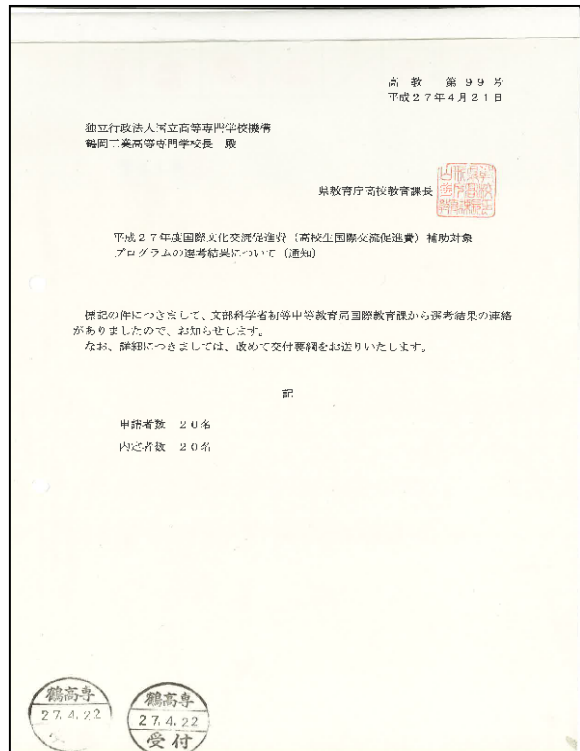 高教　第９９号
平成２７年４月２１日
独立行政法人国立高等専門学校機構
鶴岡工業高等専門学校長　殿
県教育庁高校教育課長
平成２７年度国際文化交流促進費（高校生国際交流促進費）補助対象
プログラムの選考結果について（通知）
標記の件につきまして、文部科学省初等中等教育局国際教育課から選考結果の連絡
がありましたので、お知らせします。
なお、詳細につきましては、改めて交付要綱をお送りいたします。
記
申請者数　２０名
内定者数　２０名
鶴高専
27.4.22
鶴高専
27.4.22
受付